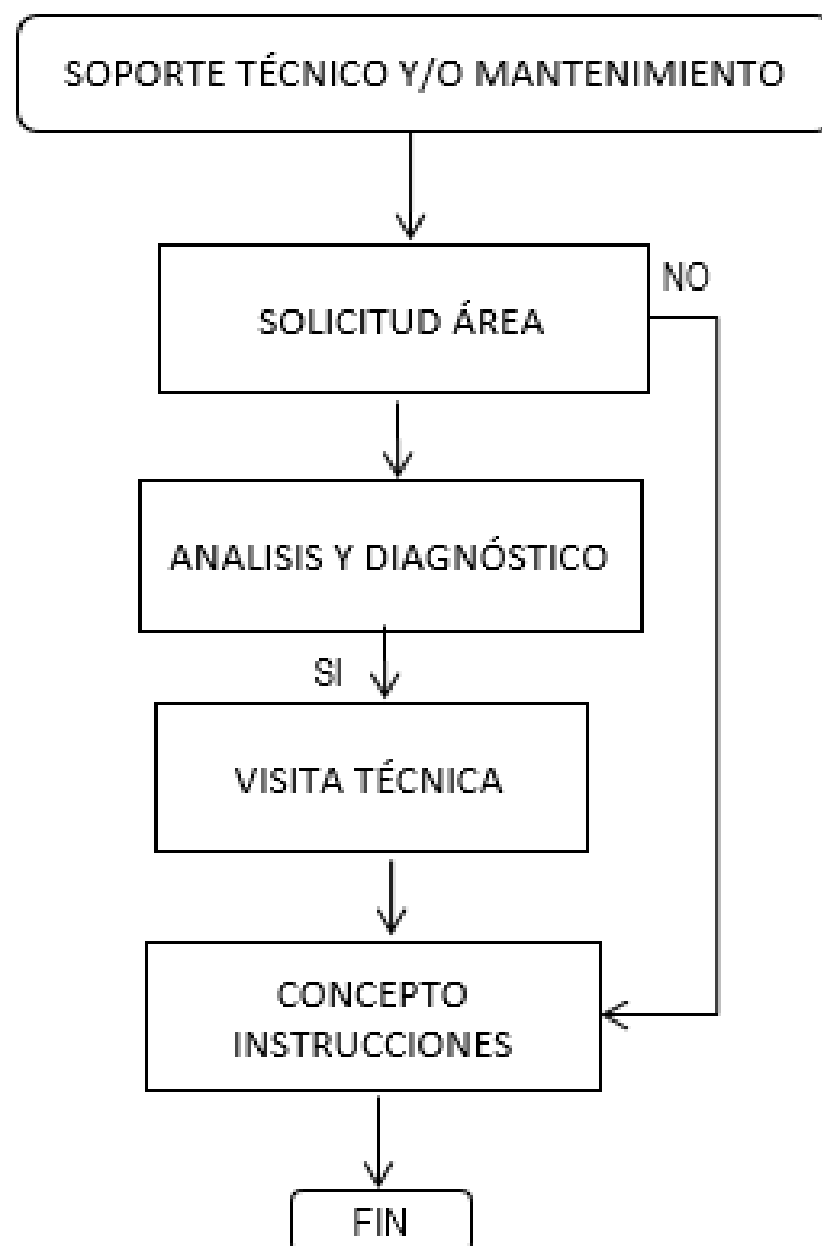 SOPORTE TÉCNICO Y/O MANTENIMIENTO
NO
SOLICITUD ÁREA
ANALISIS Y DIAGNÓSTICO
SI
VISITA TÉCNICA
CONCEPTO
INSTRUCCIONES
FIN